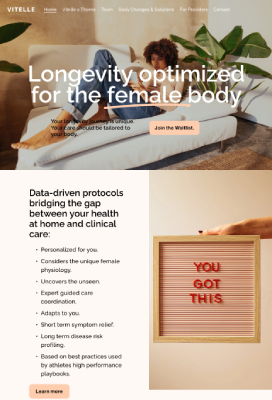 VITELLE
Home Vitelle's Theme Team Body Changes & Solutions For Providers Contact
Longevity optimized
for the female body
Your longevity journey is unique.
Your care should be tailored to
your body.
Join the Waitlist.
Data-driven protocols
bridging the gap
between your health
at home and clinical
care:
• Personalized for you.
• Considers the unique female
physiology.
• Uncovers the unseen.
• Expert guided care
coordination.
• Adapts to you.
• Short term symptom relief.
• Long term disease risk
profiling.
• Based on best practices used
by athletes high performance
playbooks.
Learn more
YOU
GOT
THIS